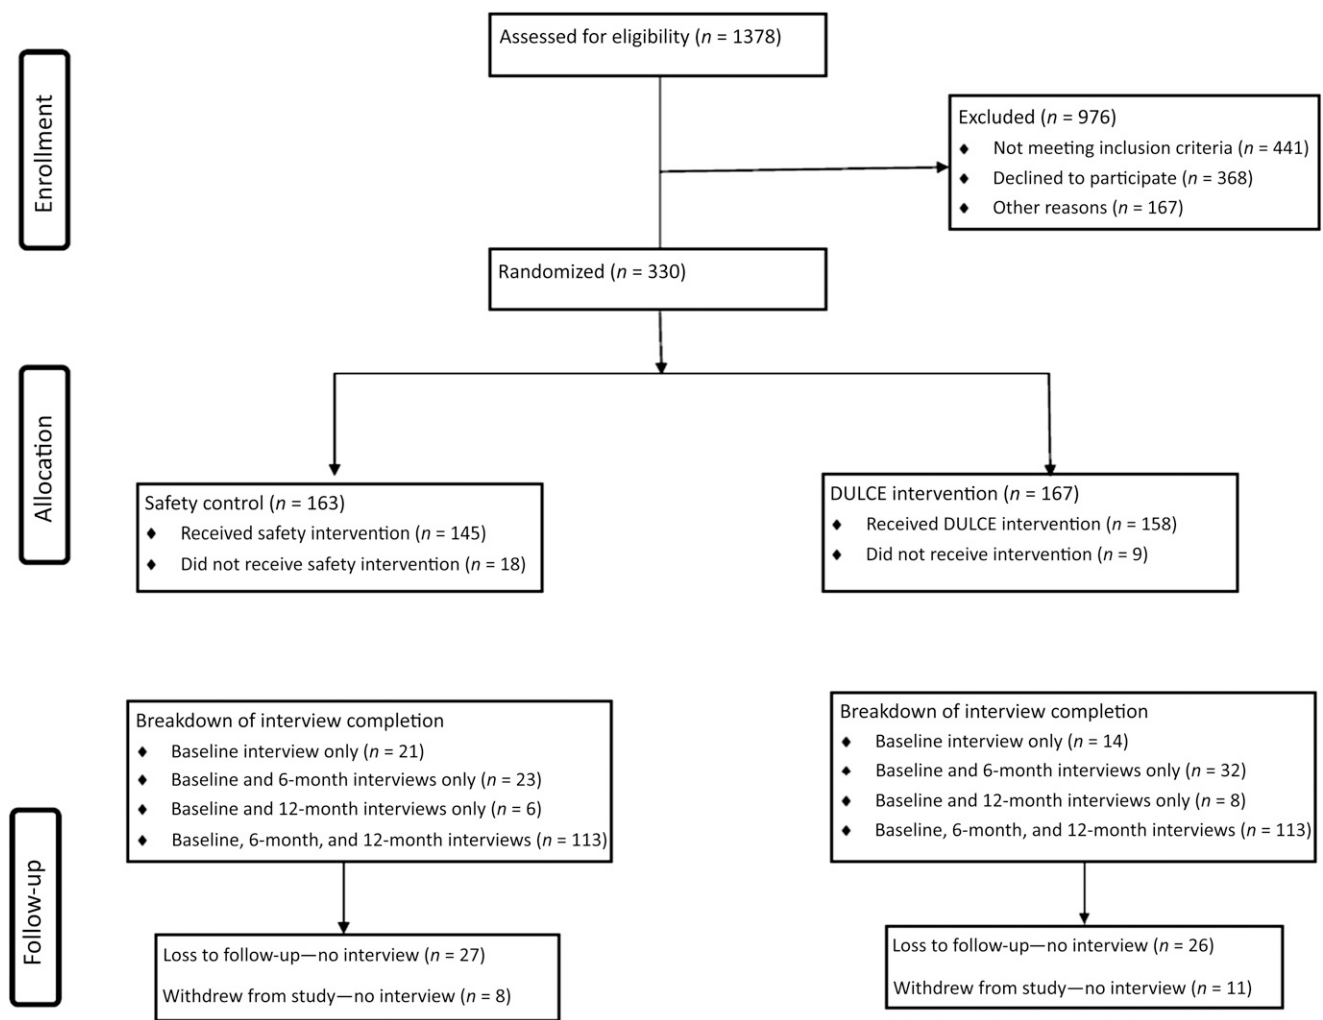 Enrollment
Assessed for eligibility (n = 1378)
Excluded (n = 976)
♦ Not meeting inclusion criteria (n = 441)
♦ Declined to participate (n = 368)
♦ Other reasons (n = 167)
Randomized (n = 330)
Allocation
Safety control (n = 163)
♦ Received safety intervention (n = 145)
♦ Did not receive safety intervention (n = 18)
DULCE intervention (n = 167)
♦ Received DULCE intervention (n = 158)
♦ Did not receive intervention (n = 9)
Follow-up
Breakdown of interview completion
♦ Baseline interview only (n = 21)
♦ Baseline and 6-month interviews only (n = 23)
♦ Baseline and 12-month interviews only (n = 6)
♦ Baseline, 6-month, and 12-month interviews (n = 113)
Breakdown of interview completion
♦ Baseline interview only (n = 14)
♦ Baseline and 6-month interviews only (n = 32)
♦ Baseline and 12-month interviews only (n = 8)
♦ Baseline, 6-month, and 12-month interviews (n = 113)
Loss to follow-up—no interview (n = 27)
Withdrew from study—no interview (n = 8)
Loss to follow-up—no interview (n = 26)
Withdrew from study—no interview (n = 11)